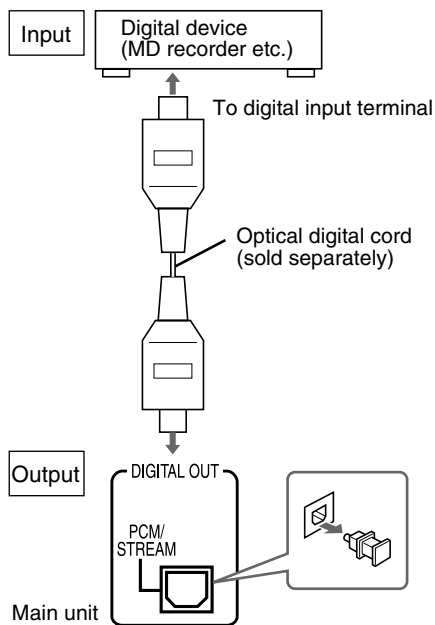 Input
Digital device
(MD recorder etc.)
To digital input terminal
Optical digital cord
(sold separately)
Output
DIGITAL OUT
PCM/
STREAM
Main unit